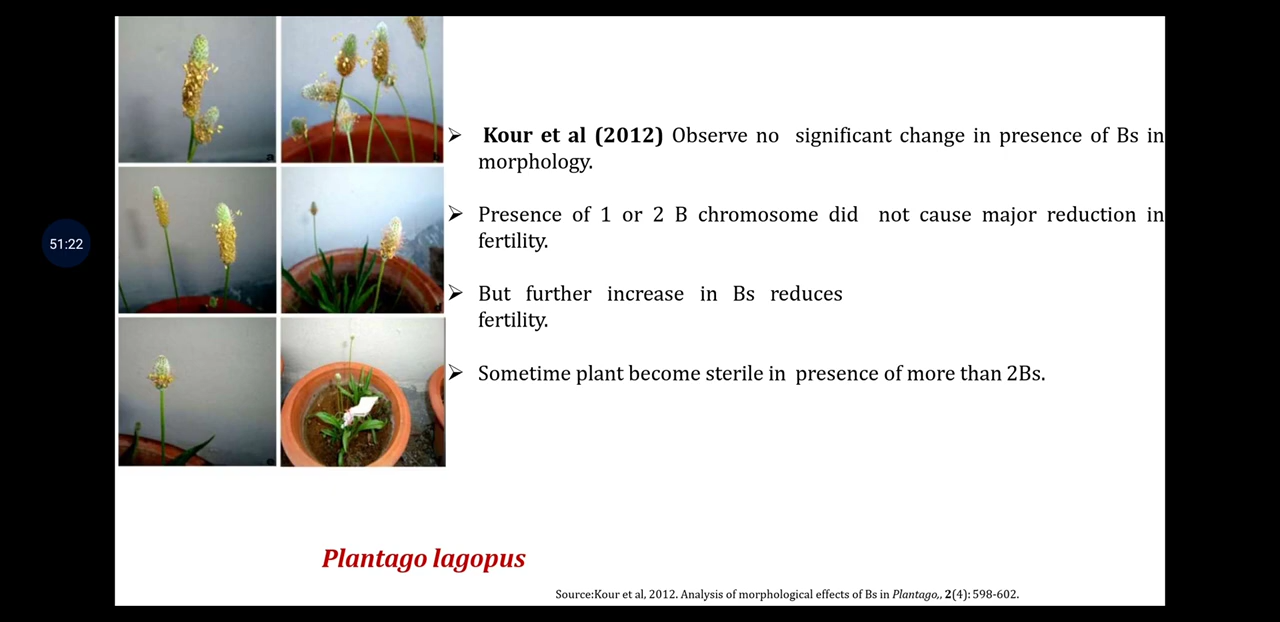 51:22
➢ Kour et al (2012) Observe no significant change in presence of Bs in
morphology.
➢ Presence of 1 or 2 B chromosome did not cause major reduction in
fertility.
➢ But further increase in Bs reduces
fertility.
➢ Sometime plant become sterile in presence of more than 2Bs.
Plantago lagopus
Source:Kour et al, 2012. Analysis of morphological effects of Bs in Plantago,, 2(4): 598-602.